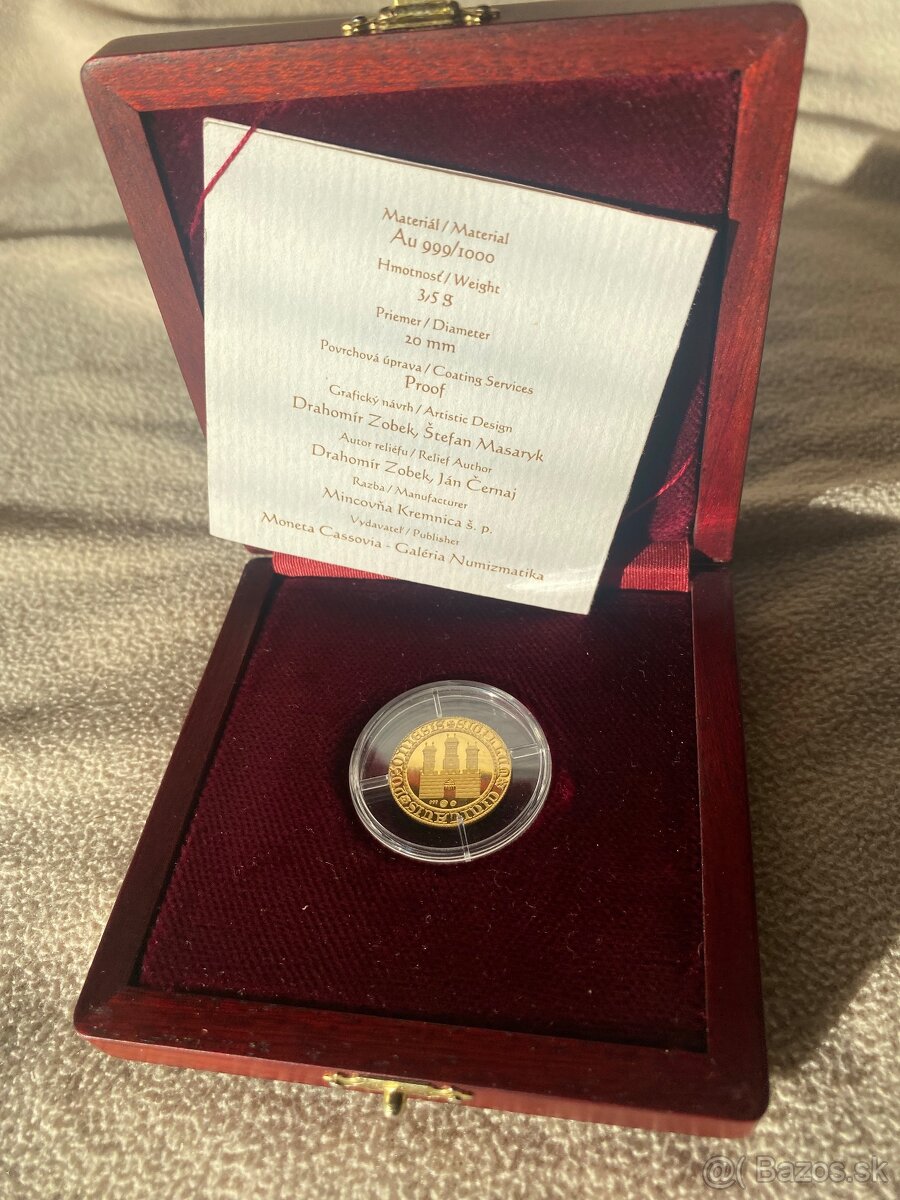 Materiál / Material
Au 999/1000
Hmotnosť / Weight
3,5 g
Priemer / Diameter
20 mm
Povrchová úprava / Coating Services
Proof
Grafický návrh / Artistic Design
Drahomír Zobek, Štefan Masaryk
Autor reliéfu / Relief Author
Drahomír Zobek, Ján Černaj
Razba / Manufacturer
Mincovňa Kremnica š. p.
Vydavateľ / Publisher
Moneta Cassovia - Galéria Numizmatika
@( Bazos.sk